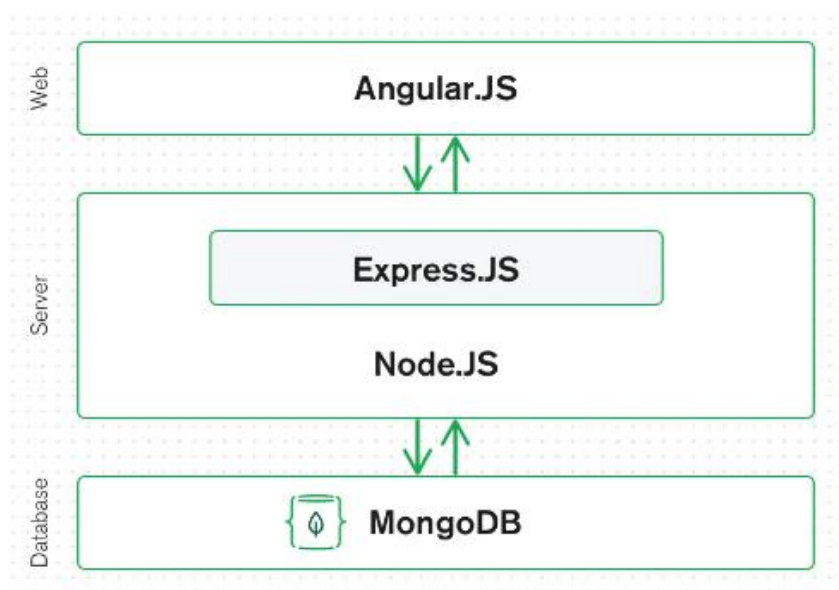 Web
Angular.JS
Server
Express.JS
Node.JS
Database
MongoDB